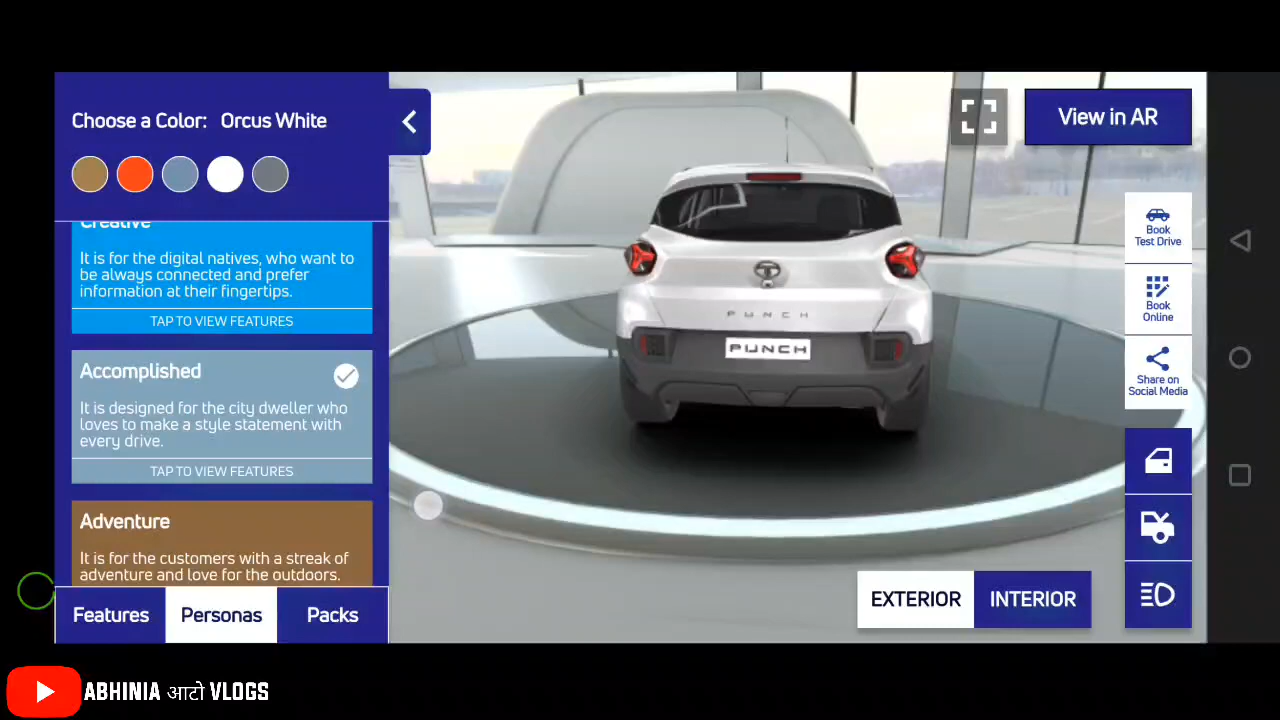 Choose a Color: Orcus White
View in AR
Creative
It is for the digital natives, who want to
be always connected and prefer
information at their fingertips.
TAP TO VIEW FEATURES
Accomplished
It is designed for the city dweller who
loves to make a style statement with
every drive.
TAP TO VIEW FEATURES
Adventure
It is for the customers with a streak of
adventure and love for the outdoors.
Features
Personas
Packs
PUNCH
PUNCH
Book
Test Drive
Book
Online
Share on
Social Media
EXTERIOR
INTERIOR
ABHINIA आटो VLOGS